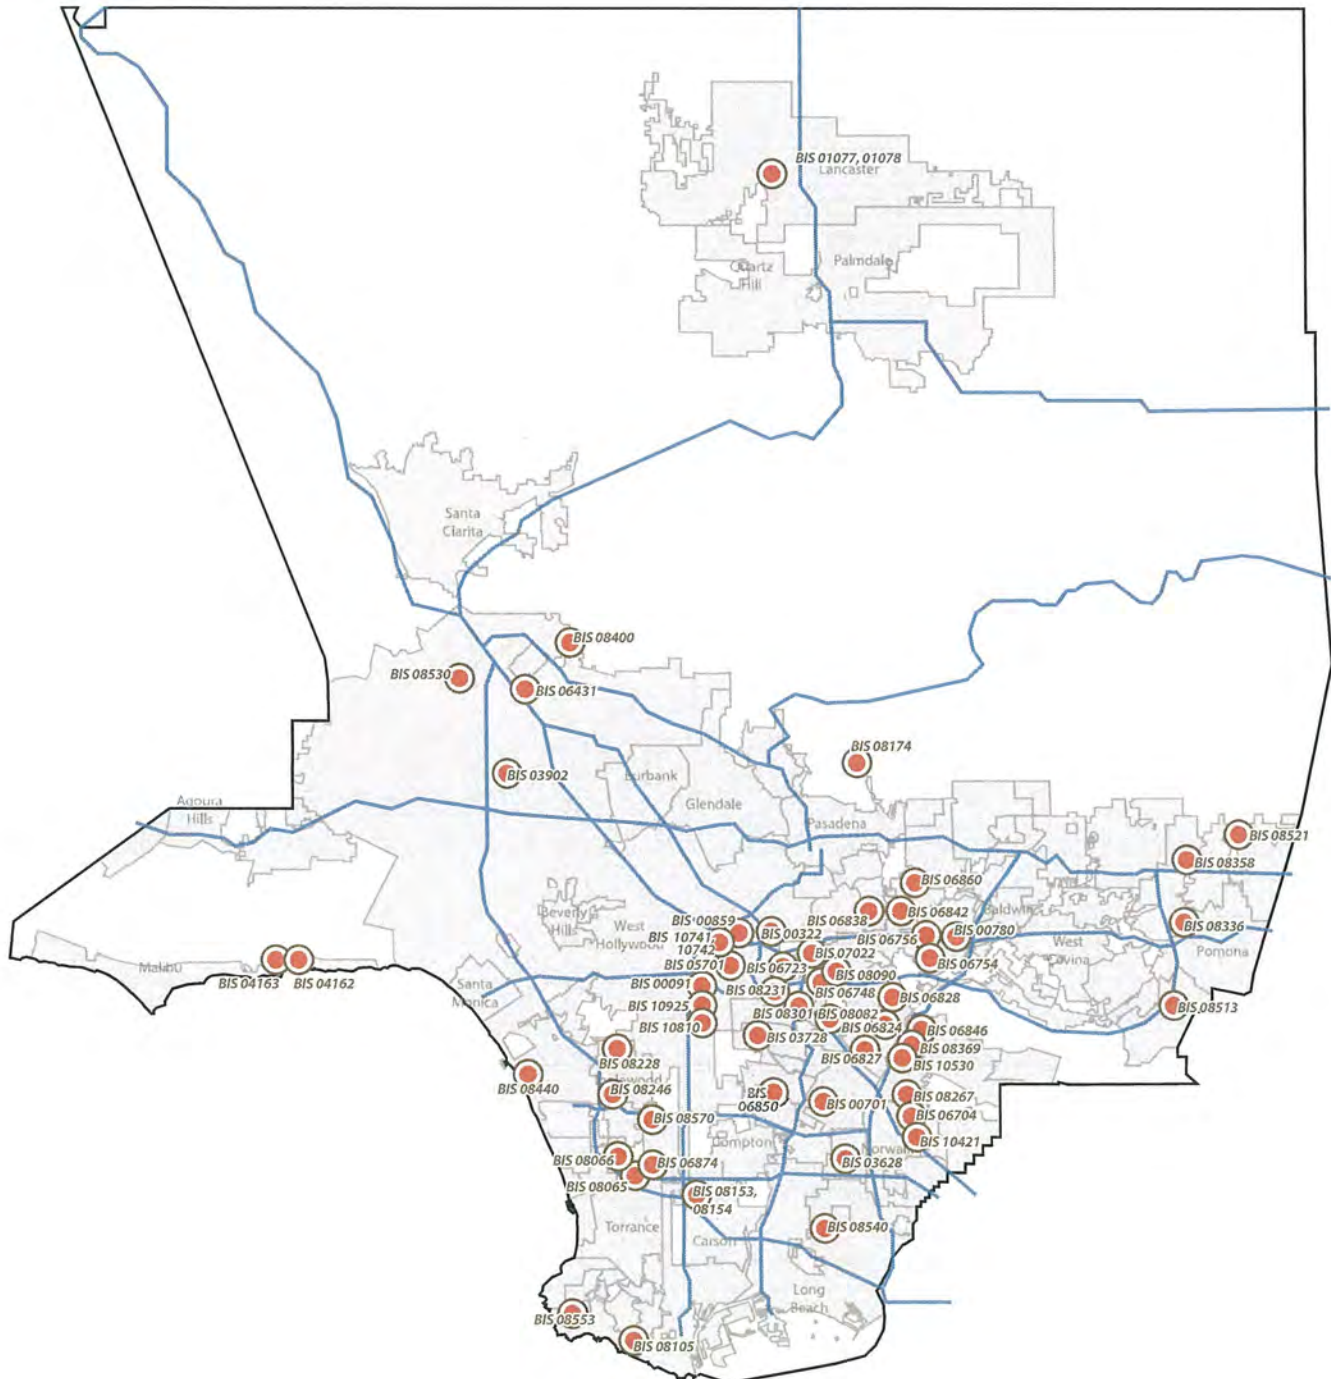 BIS 01077, 01078
Lancaster
Quartz
Hill
Palmdale
Santa
Clarita
BIS 08400
BIS 08530
BIS 06431
BIS 08174
BIS 03902
Burbank
Agoura
Hills
Glendale
Pasadena
BIS 08521
BIS 08358
BIS 06860
Beverly
Hills
West
Hollywood
BIS 00859
BIS 06838
BIS 06842
Baldwin
BIS 10741,
10742
BIS 00322
BIS 06756
BIS 00780
BIS 08336
West
Covina
Pomona
BIS 05701
BIS 06723
BIS 07022
BIS 06754
Malibu
BIS 04163
BIS 04162
Santa
Monica
BIS 00091
BIS 08231
BIS 08090
BIS 06748
BIS 06828
BIS 10925
BIS 08301
BIS 08082
BIS 08513
BIS 10810
BIS 03728
BIS 06824
BIS 06846
BIS 06827
BIS 08369
BIS 10530
BIS 08228
BIS 08440
BIS 08246
BIS
06850
BIS 00701
BIS 08267
BIS 06704
BIS 08570
Compton
BIS 10421
BIS 08066
BIS 06874
BIS 03628
BIS 08065
BIS 08153,
08154
Torrance
Carson
BIS 08540
Long
Beach
BIS 08553
BIS 08105